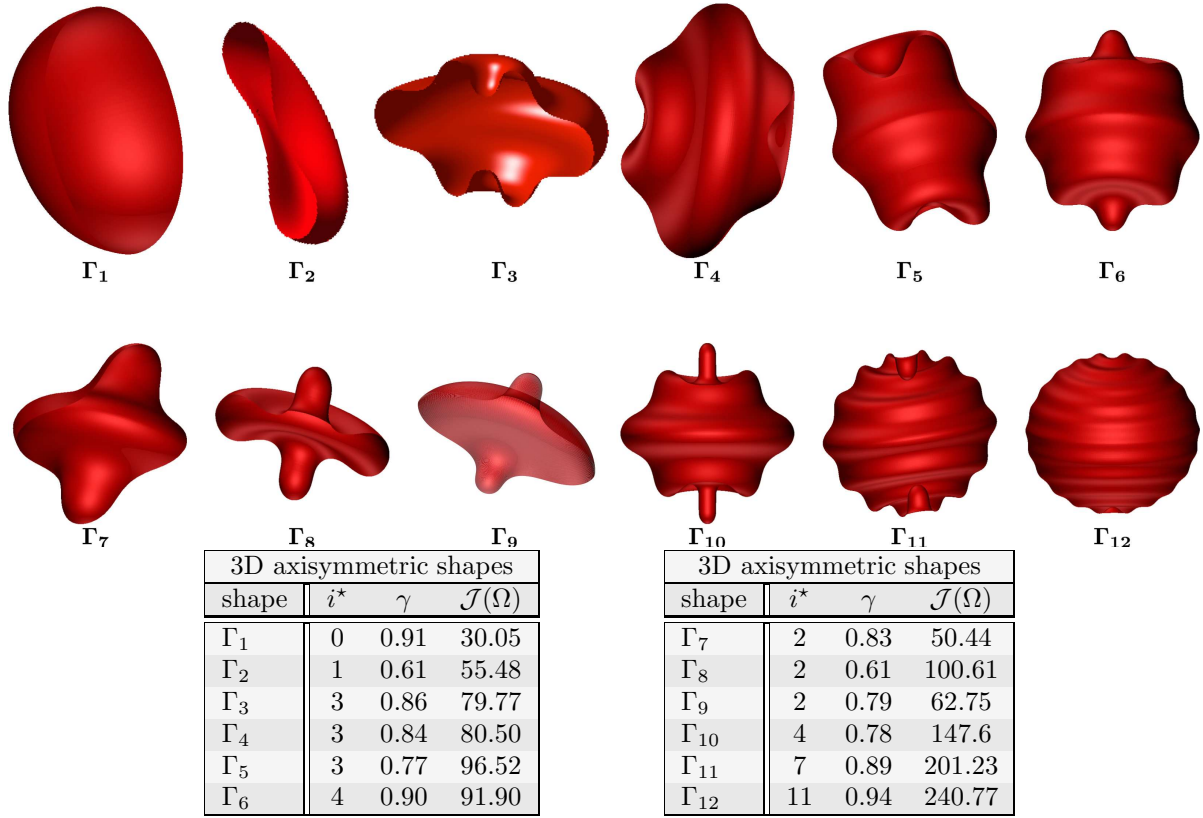 Γ₁ Γ₂ Γ₃ Γ₄ Γ₅ Γ₆
Γ₇ Γ₈ Γ₉ Γ₁₀ Γ₁₁ Γ₁₂
3D axisymmetric shapes
shape i⋆ γ 𝒥(Ω)
Γ₁ 0 0.91 30.05
Γ₂ 1 0.61 55.48
Γ₃ 3 0.86 79.77
Γ₄ 3 0.84 80.50
Γ₅ 3 0.77 96.52
Γ₆ 4 0.90 91.90
3D axisymmetric shapes
shape i⋆ γ 𝒥(Ω)
Γ₇ 2 0.83 50.44
Γ₈ 2 0.61 100.61
Γ₉ 2 0.79 62.75
Γ₁₀ 4 0.78 147.6
Γ₁₁ 7 0.89 201.23
Γ₁₂ 11 0.94 240.77